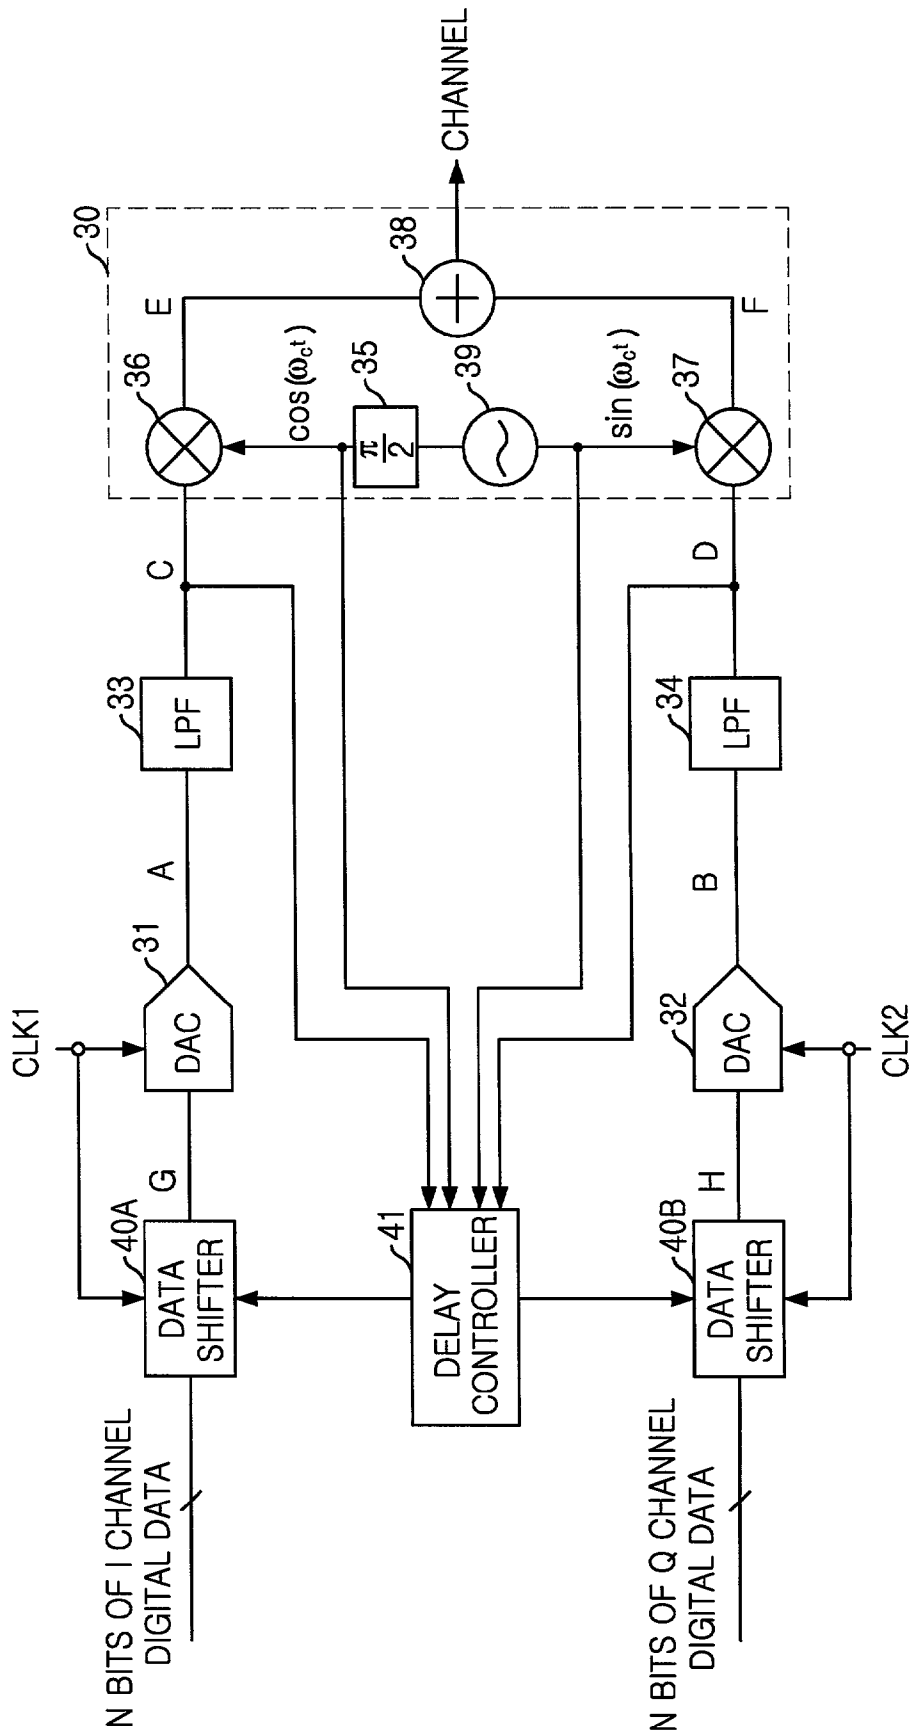 N BITS OF I CHANNEL
DIGITAL DATA
40A
DATA
SHIFTER
G
CLK1
31
DAC
A
33
LPF
C
36
E
30
cos(ωct)
π
2
35
38
+
CHANNEL
39
sin(ωct)
41
DELAY
CONTROLLER
N BITS OF Q CHANNEL
DIGITAL DATA
40B
DATA
SHIFTER
H
32
DAC
CLK2
B
34
LPF
D
37
F